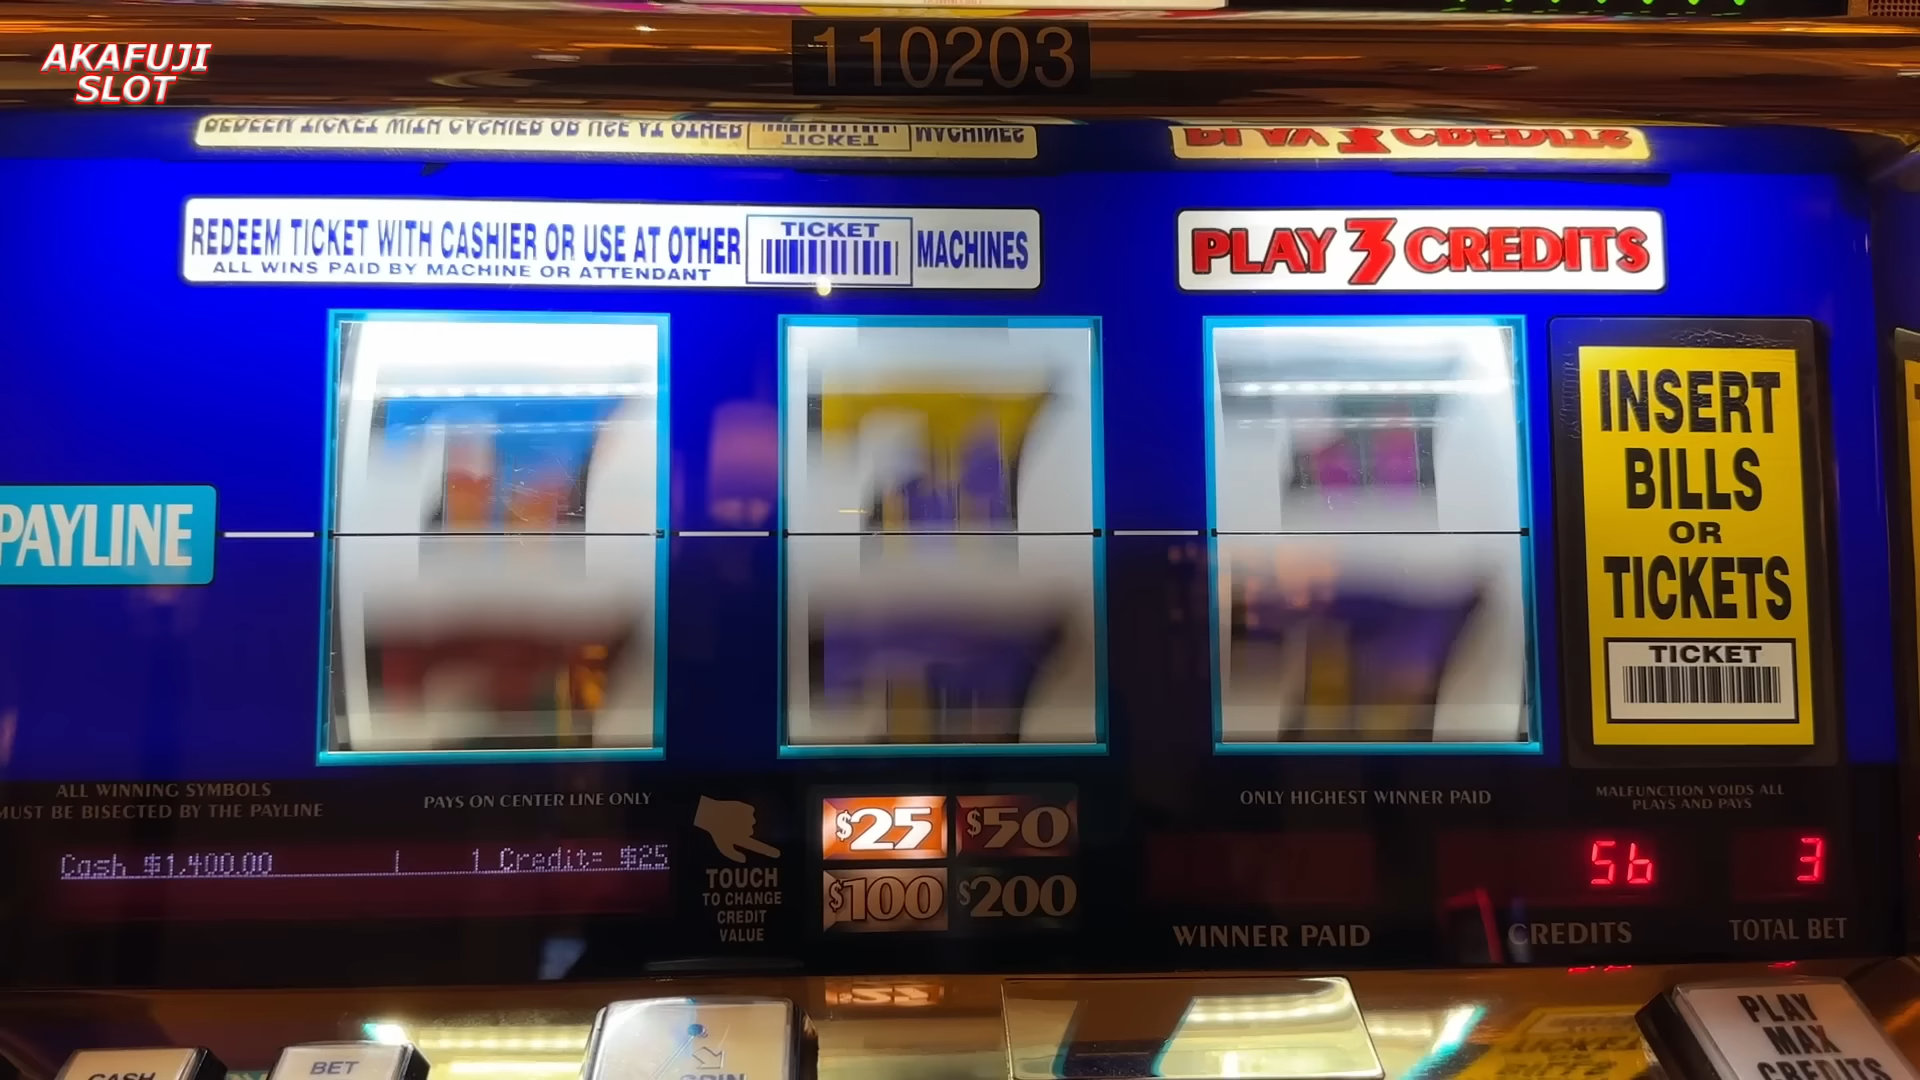 AKAFUJI
SLOT
110203
REDEEM TICKET WITH CASHIER OR USE AT OTHER
TICKET
MACHINES
ALL WINS PAID BY MACHINE OR ATTENDANT
PLAY 3 CREDITS
INSERT
BILLS
OR
TICKETS
TICKET
PAYLINE
ALL WINNING SYMBOLS
MUST BE BISECTED BY THE PAYLINE
PAYS ON CENTER LINE ONLY
ONLY HIGHEST WINNER PAID
MALFUNCTION VOIDS ALL
PLAYS AND PAYS
Cash $1,400.00
1 Credit= $25
TOUCH
TO CHANGE
CREDIT
VALUE
$25 $50
$100 $200
56
3
WINNER PAID
CREDITS
TOTAL BET
CASH
BET
SPIN
PLAY
MAX
CREDITS